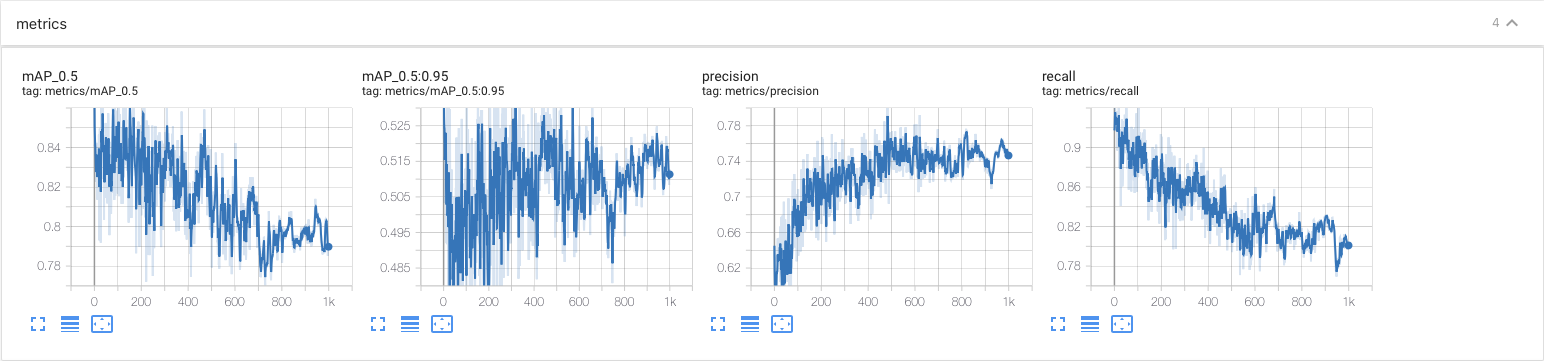 metrics 4
mAP_0.5
tag: metrics/mAP_0.5
0.84
0.82
0.8
0.78
0 200 400 600 800 1k
mAP_0.5:0.95
tag: metrics/mAP_0.5:0.95
0.525
0.515
0.505
0.495
0.485
0 200 400 600 800 1k
precision
tag: metrics/precision
0.78
0.74
0.7
0.66
0.62
0 200 400 600 800 1k
recall
tag: metrics/recall
0.9
0.86
0.82
0.78
0 200 400 600 800 1k